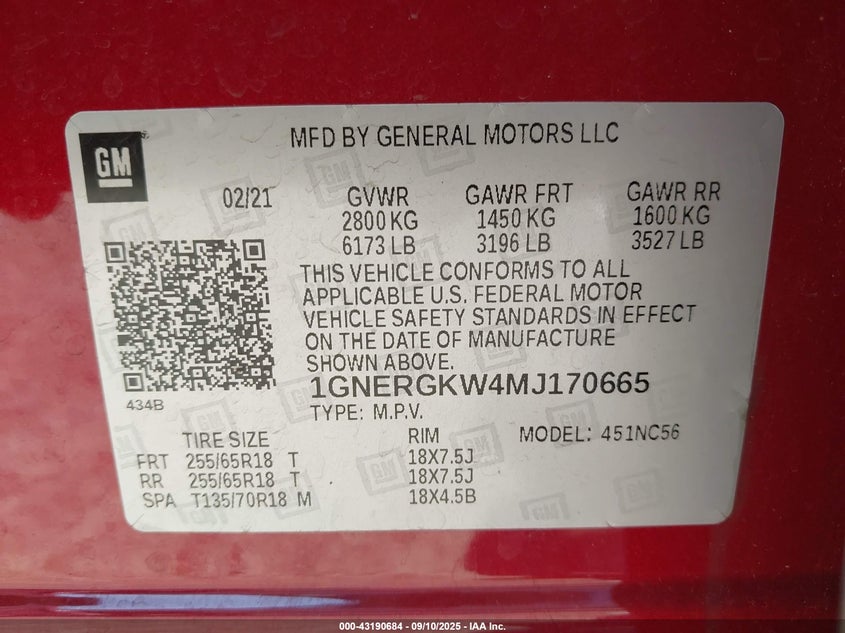 GM
MFD BY GENERAL MOTORS LLC
02/21 GVWR GAWR FRT GAWR RR
2800 KG 1450 KG 1600 KG
6173 LB 3196 LB 3527 LB
THIS VEHICLE CONFORMS TO ALL
APPLICABLE U.S. FEDERAL MOTOR
VEHICLE SAFETY STANDARDS IN EFFECT
ON THE DATE OF MANUFACTURE
SHOWN ABOVE.
1GNERGKW4MJ170665
434B
TYPE: M.P.V.
TIRE SIZE RIM MODEL: 451NC56
FRT 255/65R18 T 18X7.5J
RR 255/65R18 T 18X7.5J
SPA T135/70R18 M 18X4.5B
000-43190684 - 09/10/2025 - IAA Inc.